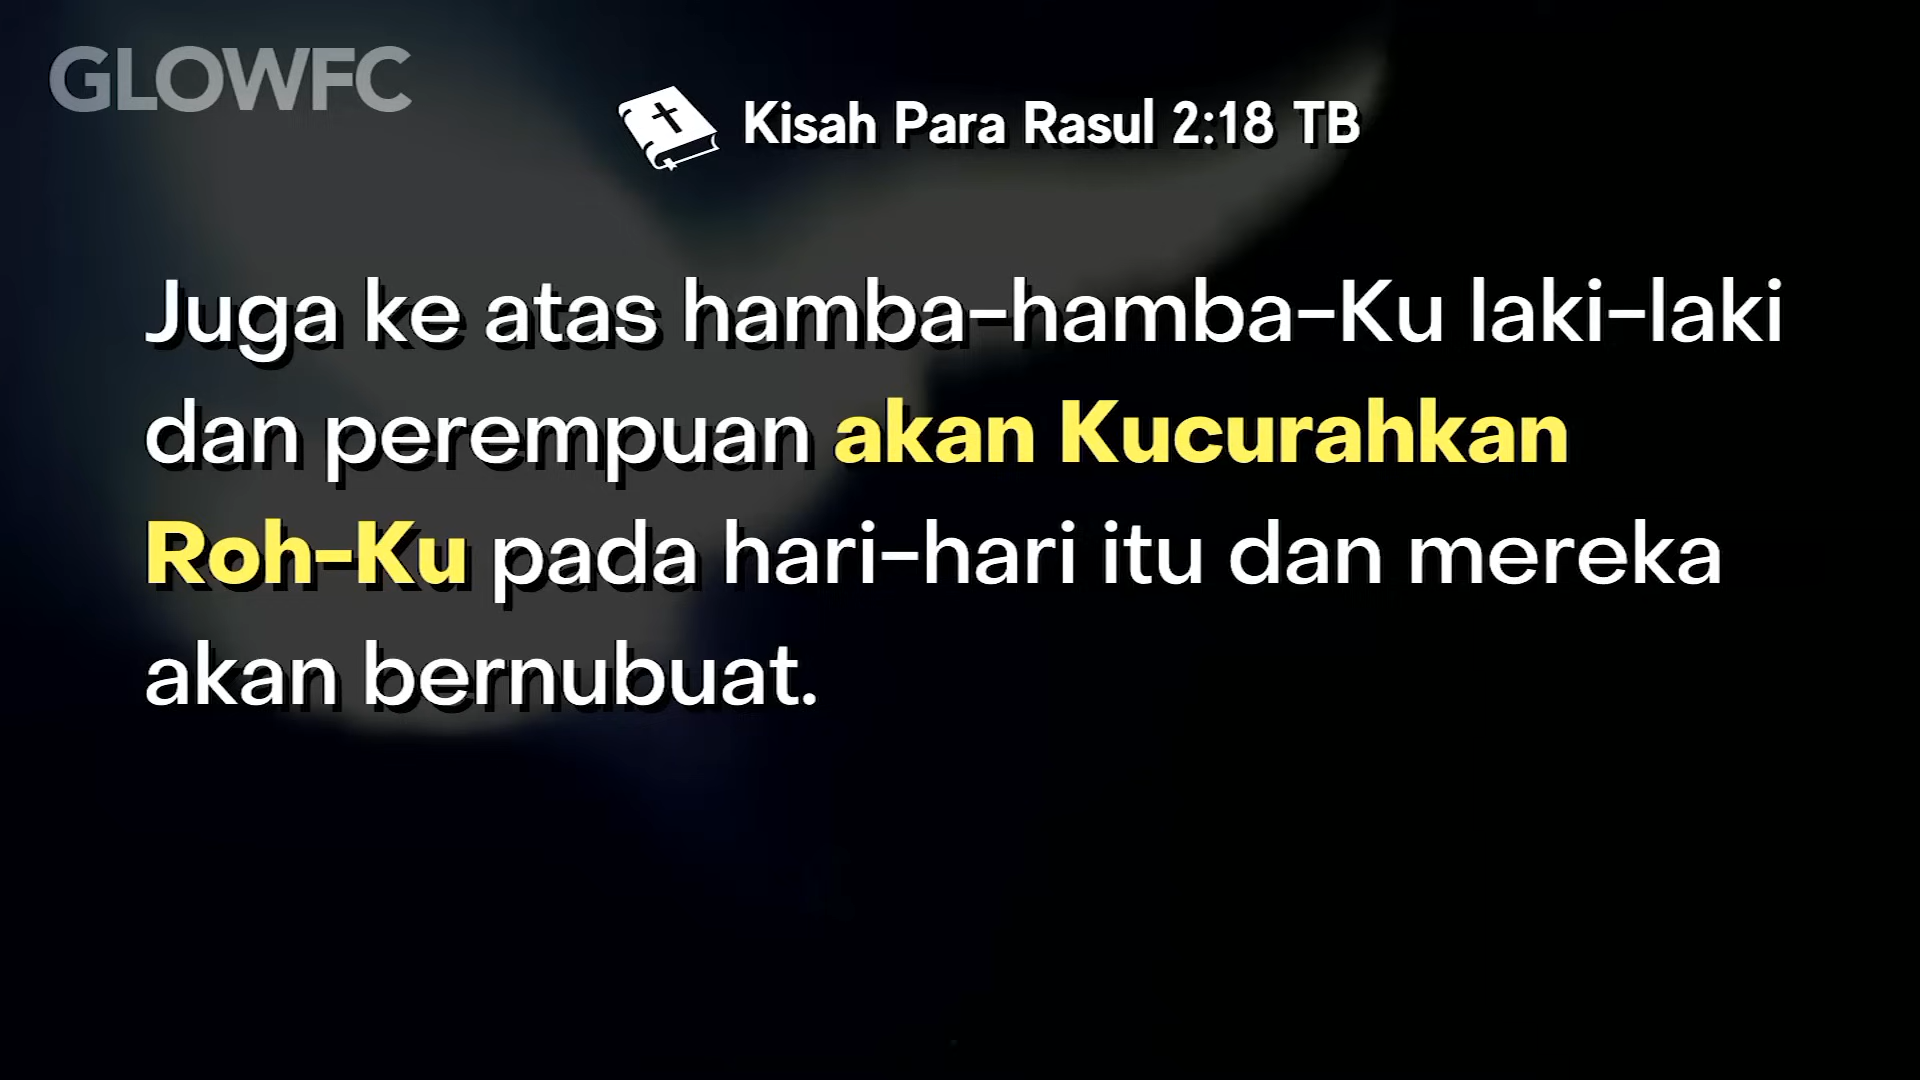 GLOWFC
Kisah Para Rasul 2:18 TB
Juga ke atas hamba-hamba-Ku laki-laki
dan perempuan akan Kucurahkan
Roh-Ku pada hari-hari itu dan mereka
akan bernubuat.